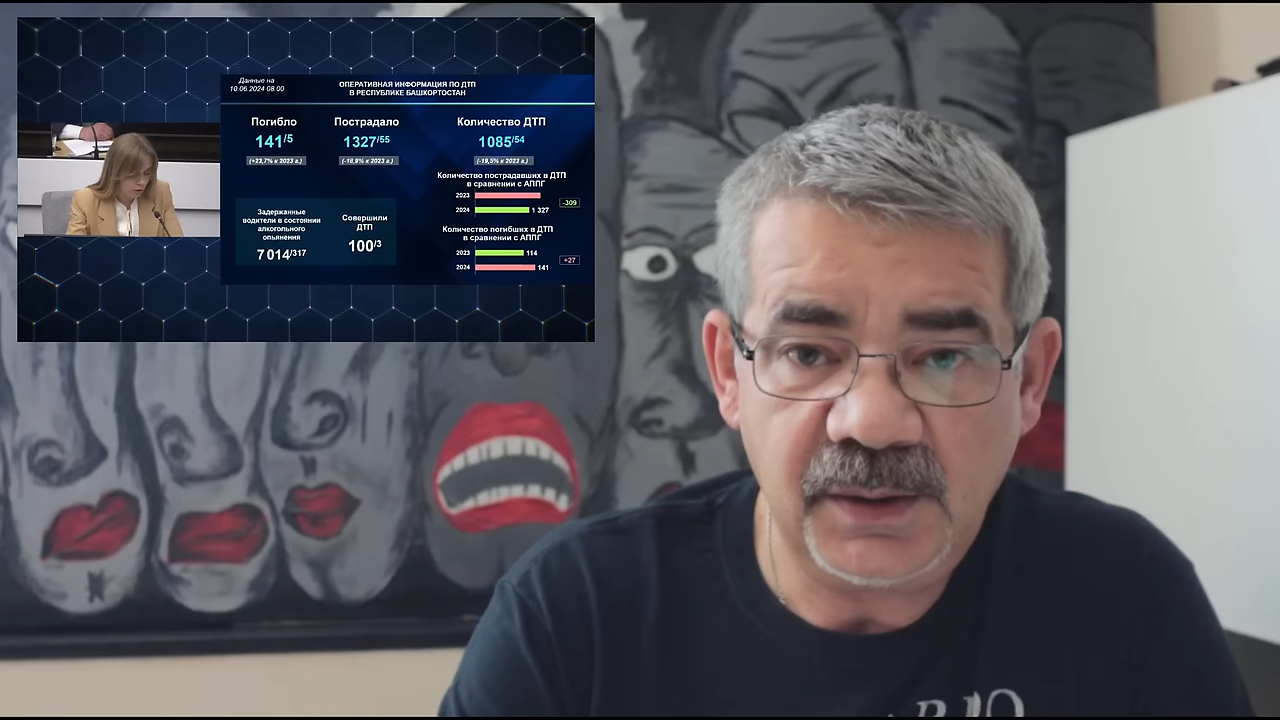 Данные на
10.06.2024 08.00
ОПЕРАТИВНАЯ ИНФОРМАЦИЯ ПО ДТП
В РЕСПУБЛИКЕ БАШКОРТОСТАН
Погибло
141/5
(+23,7% к 2023 г.)
Пострадало
1327/55
(-18,9% к 2023 г.)
Количество ДТП
1085/54
(-19,5% к 2023 г.)
Количество пострадавших в ДТП
в сравнении с АППГ
2023
2024 1 327
-309
Количество погибших в ДТП
в сравнении с АППГ
2023 114
2024 141
+27
Задержанные
водители в состоянии
алкогольного
опьянения
7 014/317
Совершили
ДТП
100/3